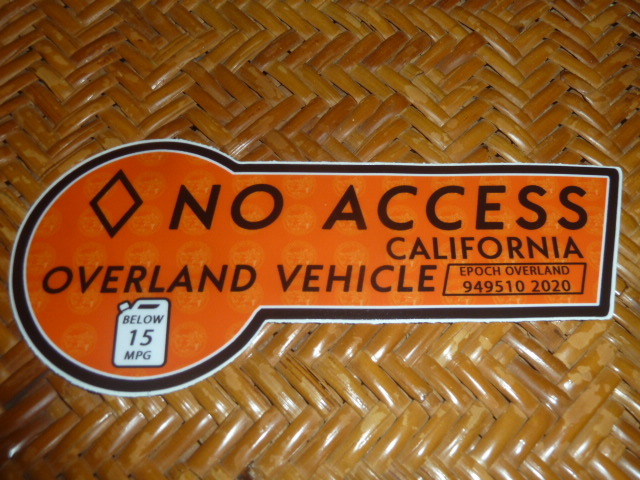 NO ACCESS
CALIFORNIA
OVERLAND VEHICLE
EPOCH OVERLAND
949510 2020
BELOW
15
MPG